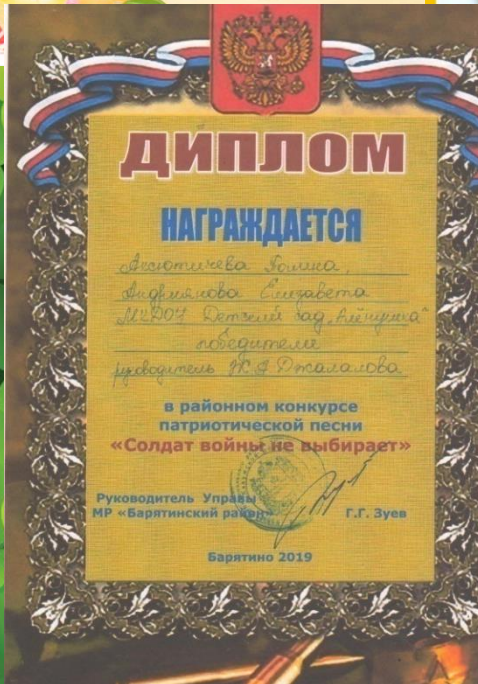 ДИПЛОМ
НАГРАЖДАЕТСЯ
Полина,
Андриянова Елизавета
МКДОУ Детский сад „Алёнушка“
победители
руководитель Ж.А Джалалова
в районном конкурсе
патриотической песни
«Солдат войны не выбирает»
Руководитель Управы
МР «Барятинский район»
Г.Г. Зуев
Барятино 2019